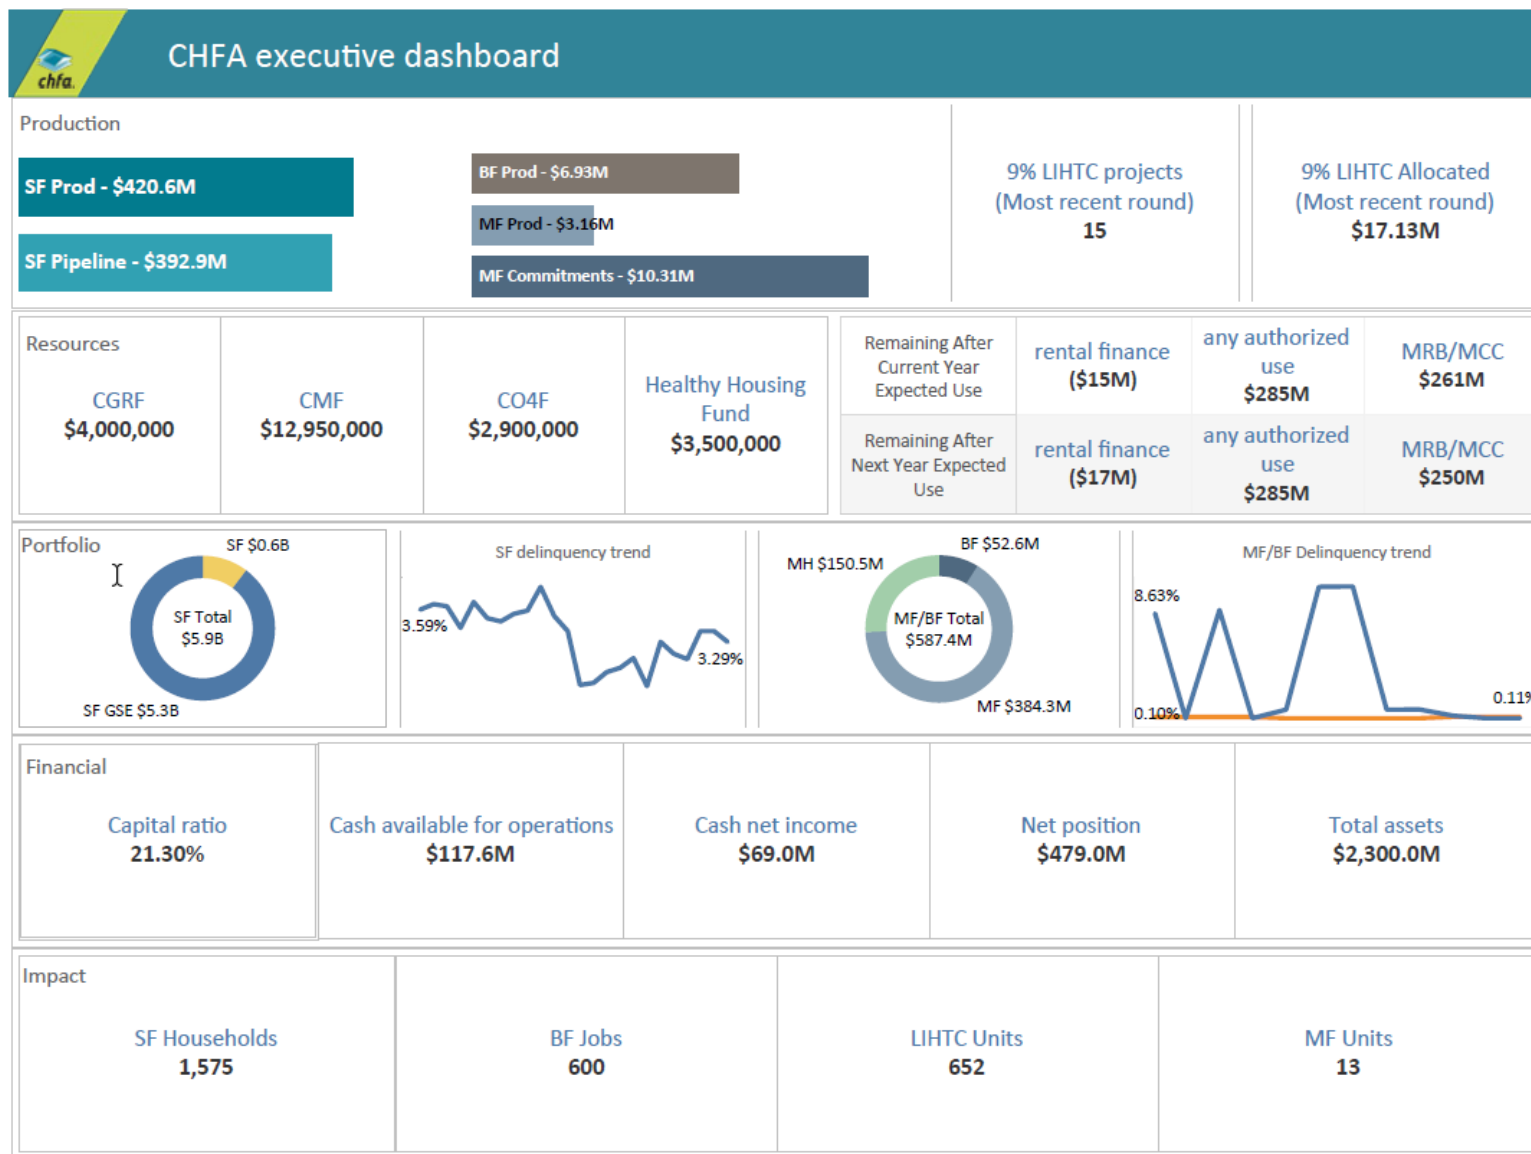 chfa.
CHFA executive dashboard
Production
SF Prod - $420.6M
SF Pipeline - $392.9M
BF Prod - $6.93M
MF Prod - $3.16M
MF Commitments - $10.31M
9% LIHTC projects
(Most recent round)
15
9% LIHTC Allocated
(Most recent round)
$17.13M
Resources
CGRF
$4,000,000
CMF
$12,950,000
CO4F
$2,900,000
Healthy Housing
Fund
$3,500,000
Remaining After
Current Year
Expected Use
rental finance
($15M)
any authorized
use
$285M
MRB/MCC
$261M
Remaining After
Next Year Expected
Use
rental finance
($17M)
any authorized
use
$285M
MRB/MCC
$250M
Portfolio
SF $0.6B
SF Total
$5.9B
SF GSE $5.3B
SF delinquency trend
3.59%
3.29%
BF $52.6M
MH $150.5M
MF/BF Total
$587.4M
MF $384.3M
MF/BF Delinquency trend
8.63%
0.10%
0.11%
Financial
Capital ratio
21.30%
Cash available for operations
$117.6M
Cash net income
$69.0M
Net position
$479.0M
Total assets
$2,300.0M
Impact
SF Households
1,575
BF Jobs
600
LIHTC Units
652
MF Units
13